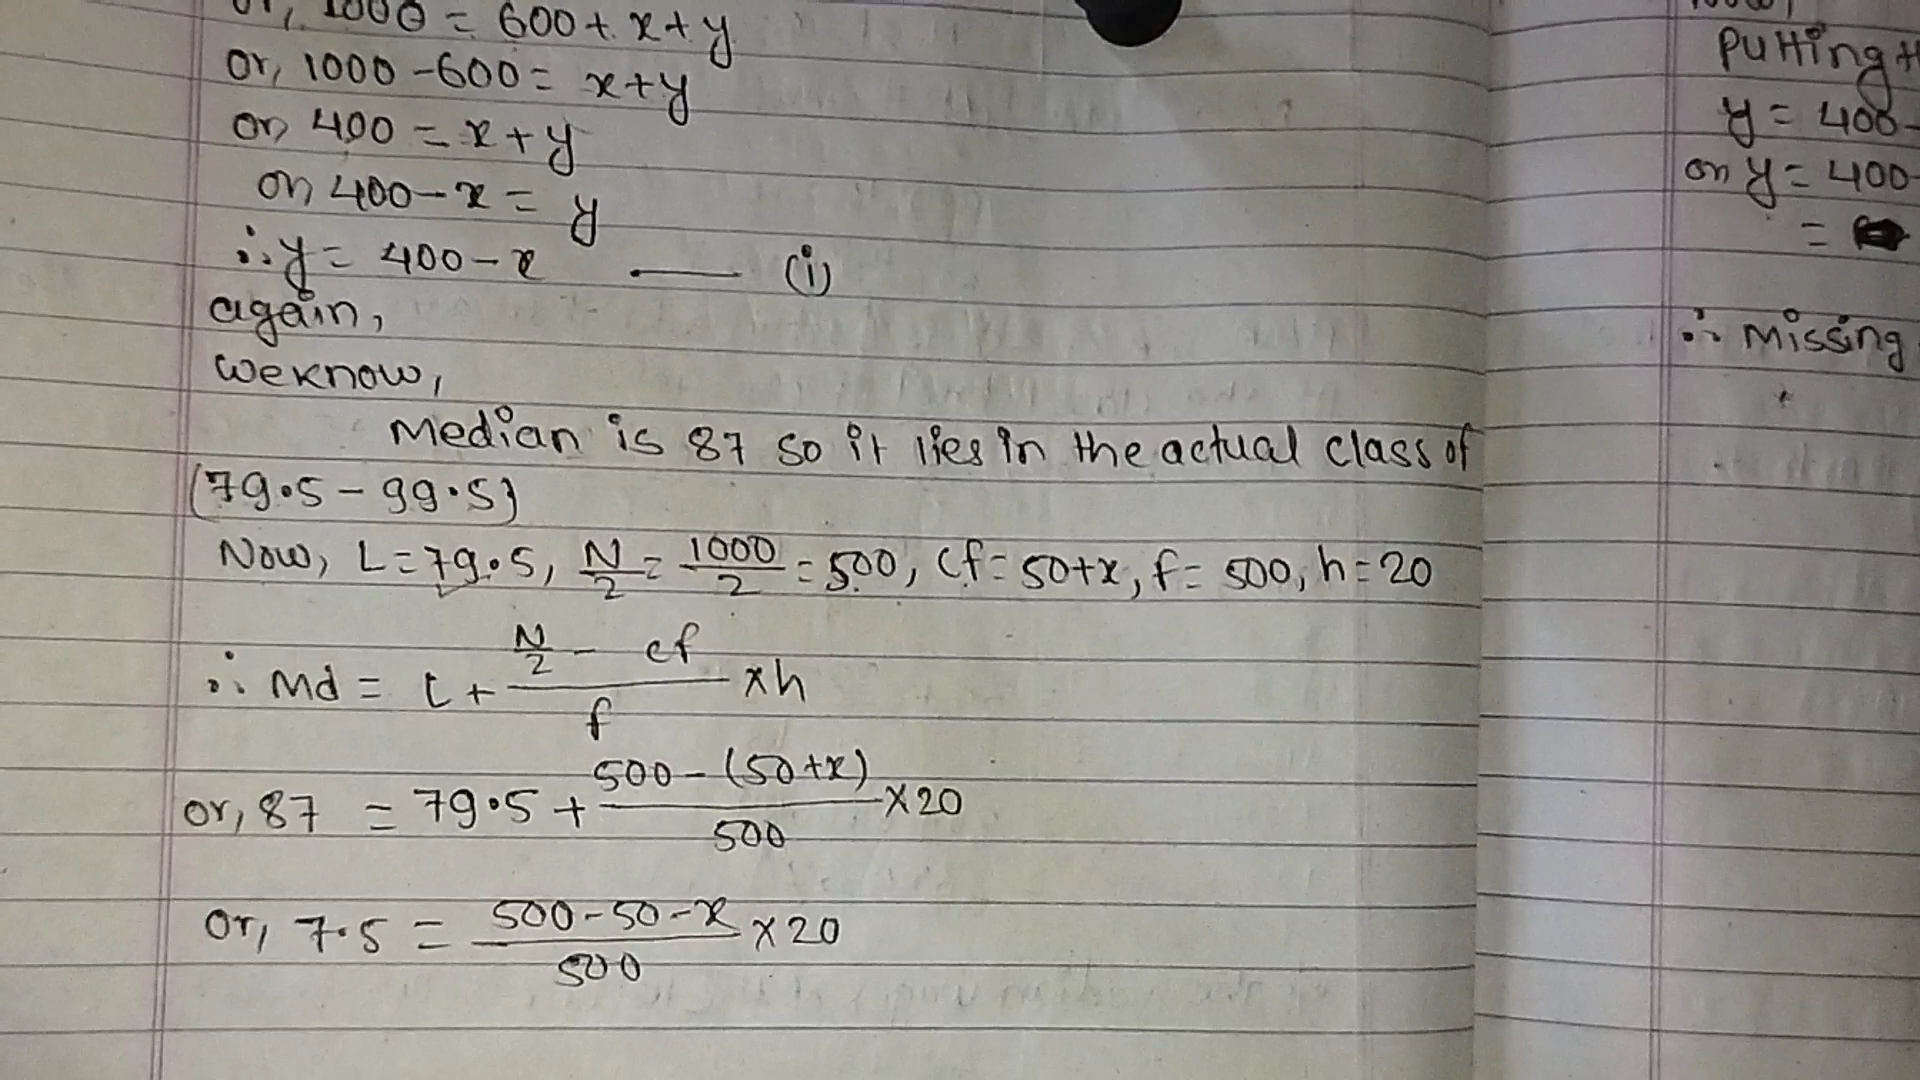 or, 1000 = 600 + x + y
or, 1000 - 600 = x + y
or, 400 = x + y
or, 400 - x = y
∴ y = 400 - x —— (i)
again,
we know,
Median is 87 so it lies in the actual class of
(79.5 - 99.5)
Now, L = 79.5, N/2 = 1000/2 = 500, cf = 50+x, f = 500, h = 20
∴ Md = L + (N/2 - cf)/f × h
or, 87 = 79.5 + (500 - (50+x))/500 × 20
or, 7.5 = (500 - 50 - x)/500 × 20
Putting
y = 400 -
or, y = 400 -
=
∴ Missing